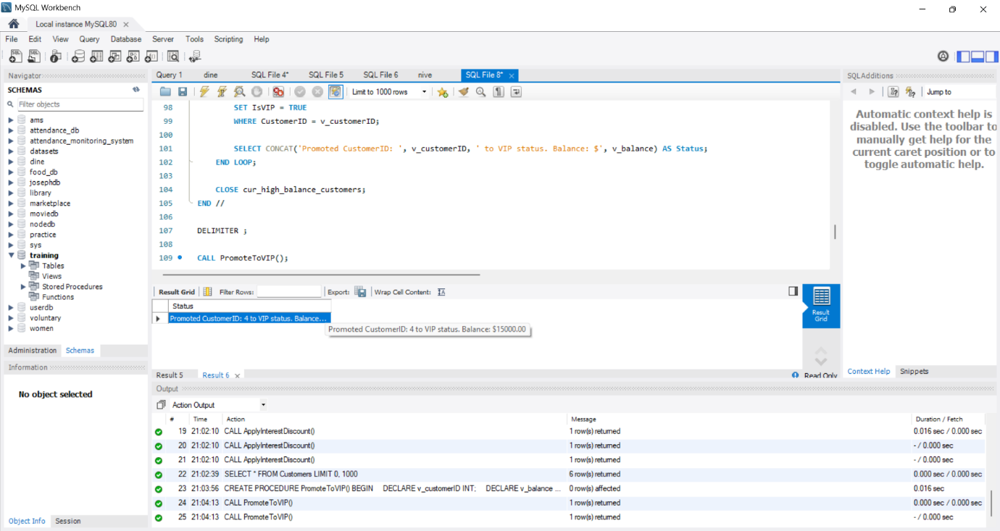 MySQL Workbench
Local instance MySQL80
File Edit View Query Database Server Tools Scripting Help
Navigator
SCHEMAS
Filter objects
ams
attendance_db
attendance_monitoring_system
datasets
dine
food_db
josephdb
library
marketplace
moviedb
nodedb
practice
sys
training
Tables
Views
Stored Procedures
Functions
userdb
voluntary
women
Administration Schemas
Information
No object selected
Object Info Session
Query 1 dine SQL File 4* SQL File 5 SQL File 6 nive SQL File 8*
Limit to 1000 rows
98 SET IsVIP = TRUE
99 WHERE CustomerID = v_customerID;
100
101 SELECT CONCAT('Promoted CustomerID: ', v_customerID, ' to VIP status. Balance: $', v_balance) AS Status;
102 END LOOP;
103
104 CLOSE cur_high_balance_customers;
105 END //
106
107 DELIMITER ;
108
109 CALL PromoteToVIP();
Result Grid Filter Rows: Export: Wrap Cell Content:
Status
Promoted CustomerID: 4 to VIP status. Balance...
Promoted CustomerID: 4 to VIP status. Balance: $15000.00
Result Grid
Result 5 Result 6 Read Only
Output
Action Output
# Time Action Message Duration / Fetch
19 21:02:10 CALL ApplyInterestDiscount() 1 row(s) returned 0.016 sec / 0.000 sec
20 21:02:10 CALL ApplyInterestDiscount() 1 row(s) returned - / 0.000 sec
21 21:02:10 CALL ApplyInterestDiscount() 1 row(s) returned - / 0.000 sec
22 21:02:39 SELECT * FROM Customers LIMIT 0, 1000 6 row(s) returned 0.000 sec / 0.000 sec
23 21:03:56 CREATE PROCEDURE PromoteToVIP() BEGIN DECLARE v_customerID INT; DECLARE v_balance ... 0 row(s) affected 0.016 sec
24 21:04:13 CALL PromoteToVIP() 1 row(s) returned 0.000 sec / 0.000 sec
25 21:04:13 CALL PromoteToVIP() 1 row(s) returned - / 0.000 sec
SQLAdditions
Jump to
Automatic context help is
disabled. Use the toolbar to
manually get help for the
current caret position or to
toggle automatic help.
Context Help Snippets